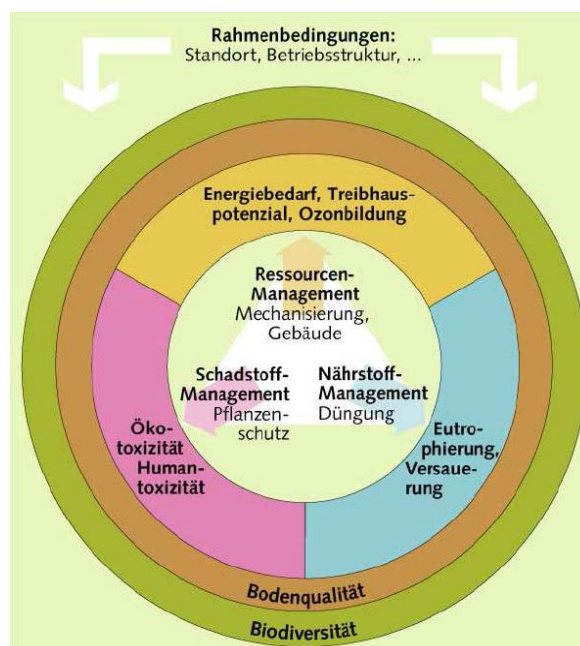 Rahmenbedingungen:
Standort, Betriebsstruktur, ...
Energiebedarf, Treibhaus-
potenzial, Ozonbildung
Ressourcen-
Management
Mechanisierung,
Gebäude
Schadstoff-
Management
Pflanzen-
schutz
Nährstoff-
Management
Düngung
Öko-
toxizität
Human-
toxizität
Eutro-
phierung,
Versaue-
rung
Bodenqualität
Biodiversität